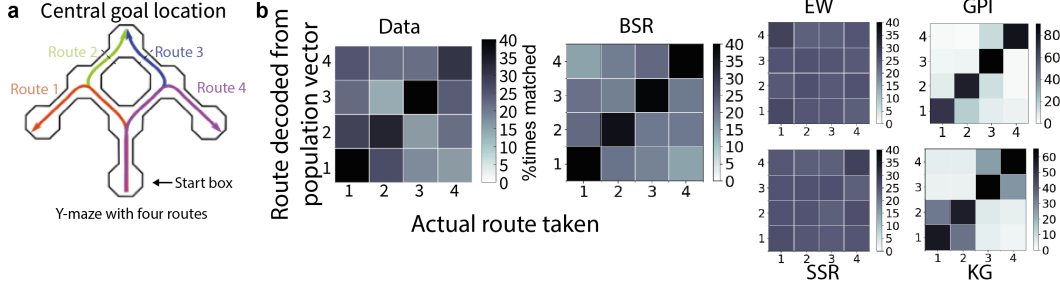 a
Central goal location
Route 2
Route 3
Route 1
Route 4
Start box
Y-maze with four routes
b
Route decoded from
population vector
Data
4
3
2
1
1 2 3 4
40
35
30
25
20
15
10
5
0
%times matched
BSR
4
3
2
1
1 2 3 4
40
35
30
25
20
15
10
5
0
Actual route taken
EW
4
3
2
1
1 2 3 4
40
35
30
25
20
15
10
5
0
GPI
4
3
2
1
1 2 3 4
80
60
40
20
0
4
3
2
1
1 2 3 4
SSR
40
35
30
25
20
15
10
5
0
4
3
2
1
1 2 3 4
KG
60
50
40
30
20
10
0